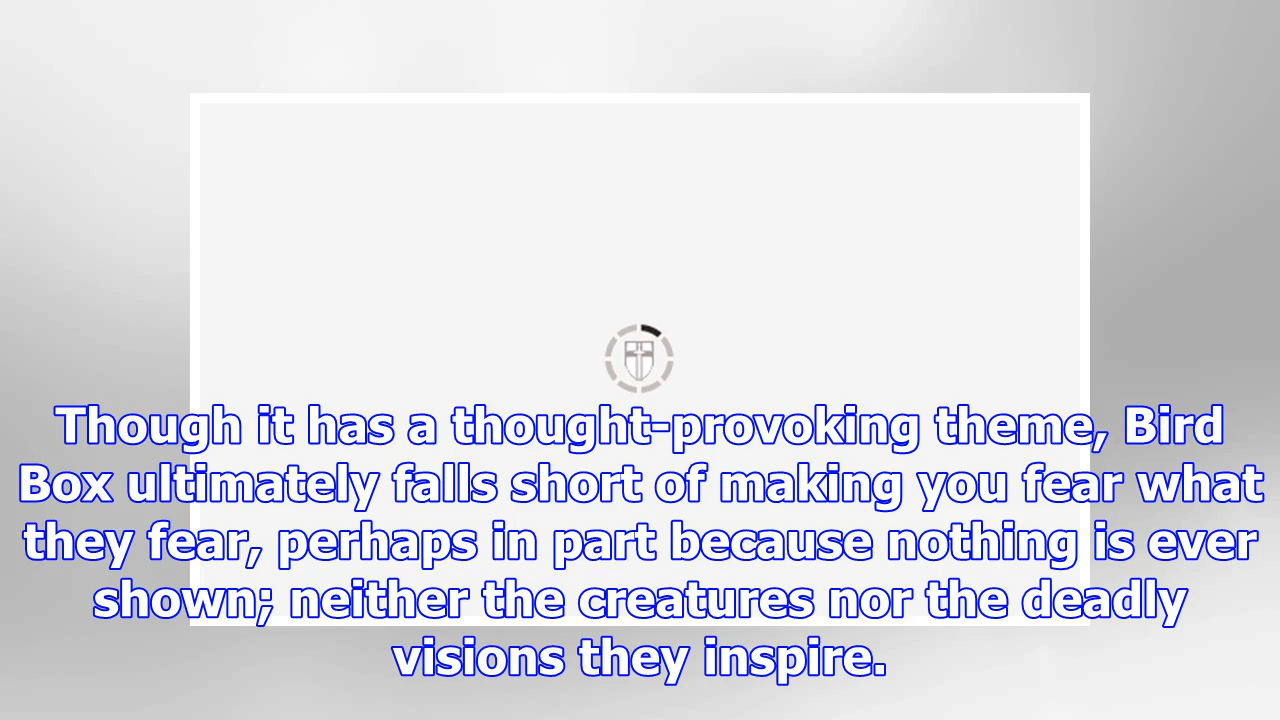 Though it has a thought-provoking theme, Bird
Box ultimately falls short of making you fear what
they fear, perhaps in part because nothing is ever
shown; neither the creatures nor the deadly
visions they inspire.